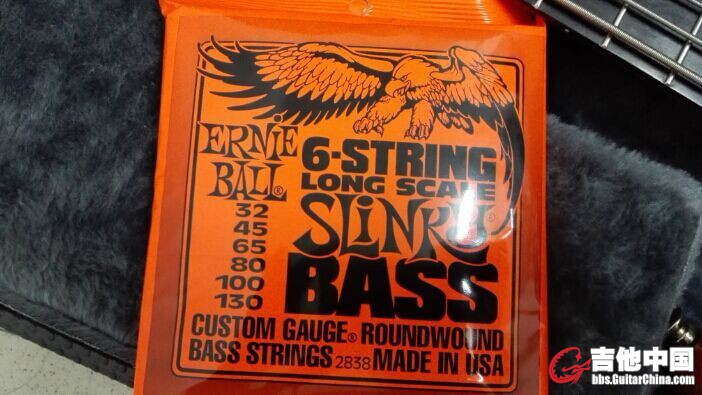 ERNIE
BALL®
6-STRING
LONG SCALE
SLINKY
BASS
32
45
65
80
100
130
CUSTOM GAUGE® ROUNDWOUND
BASS STRINGS 2838 MADE IN USA
吉他中国
bbs.GuitarChina.com